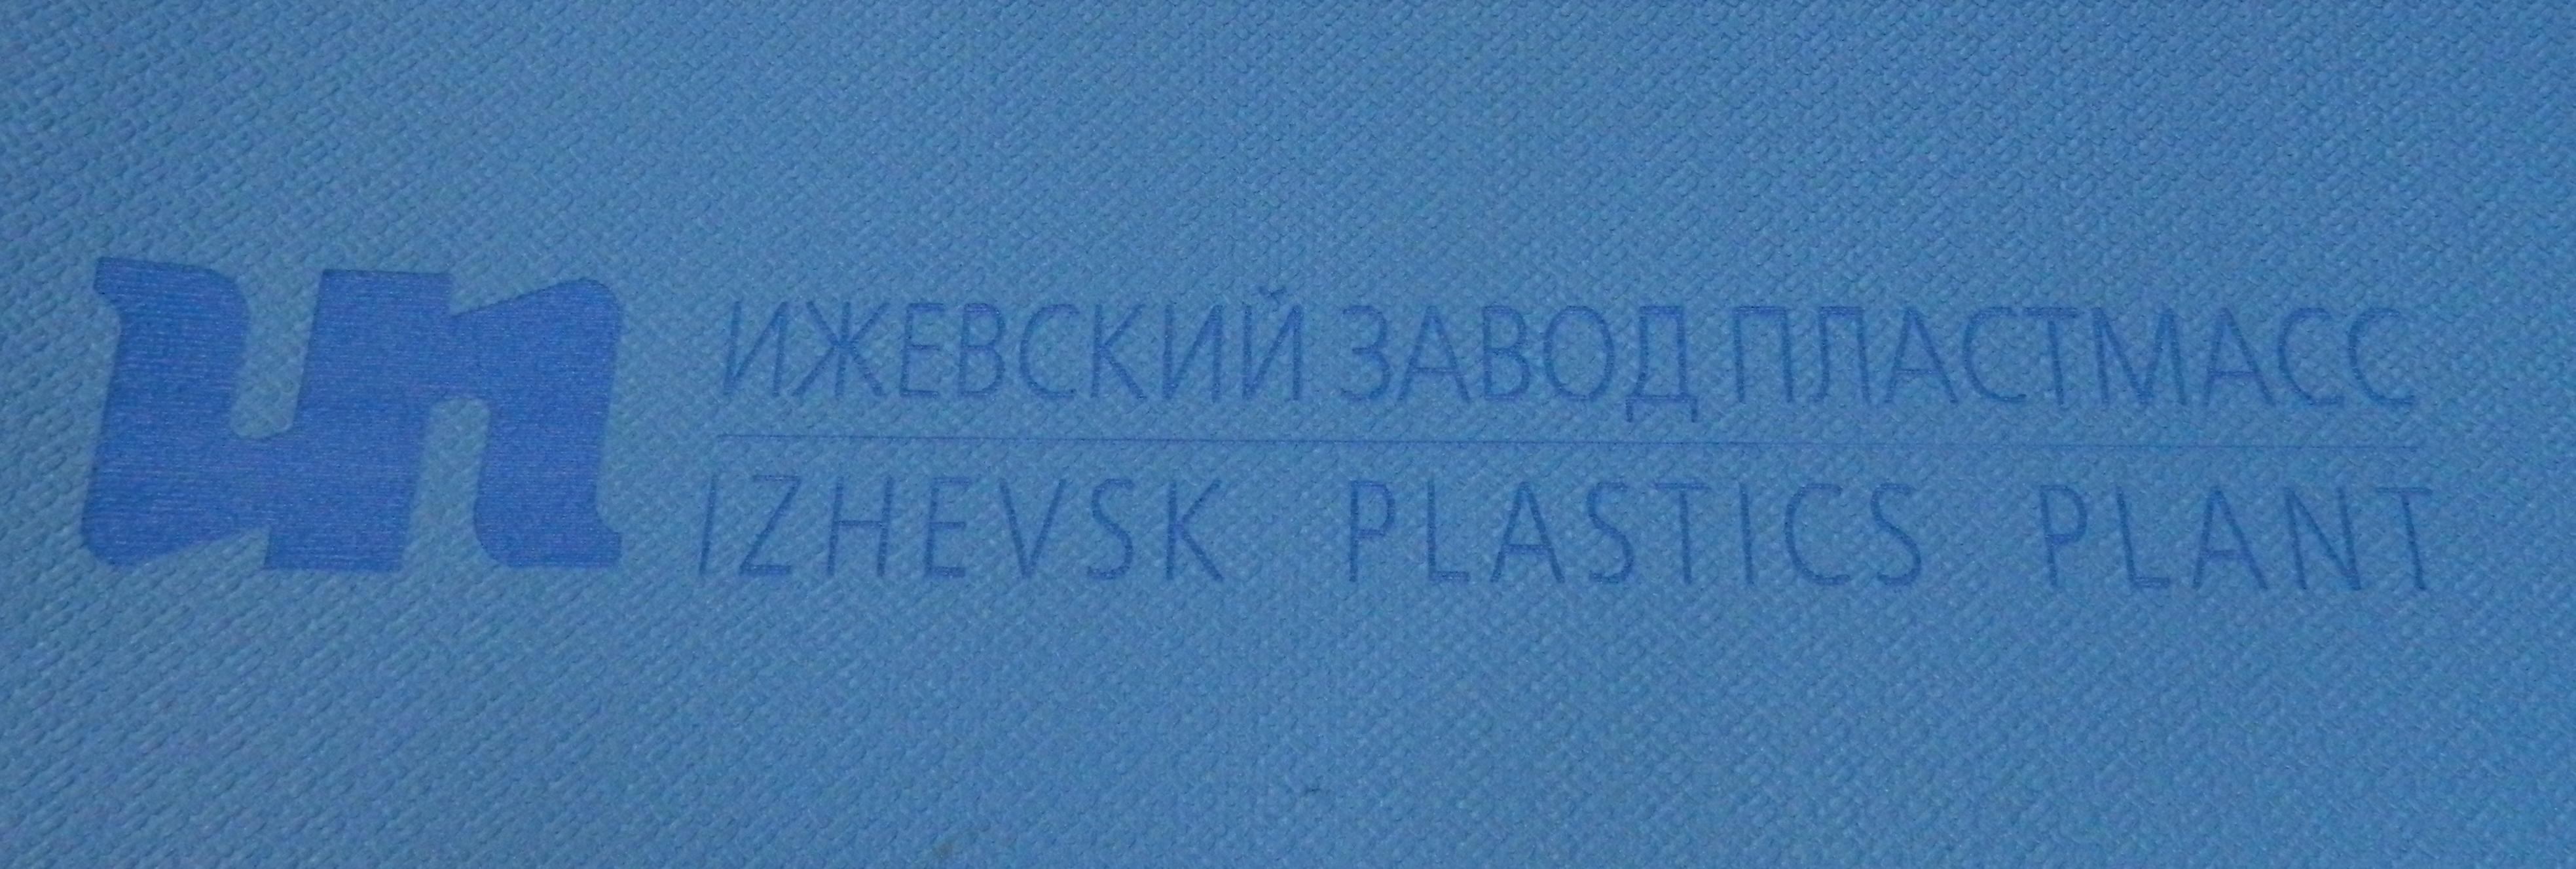 ИЖЕВСКИЙ ЗАВОД ПЛАСТМАСС
IZHEVSK PLASTICS PLANT